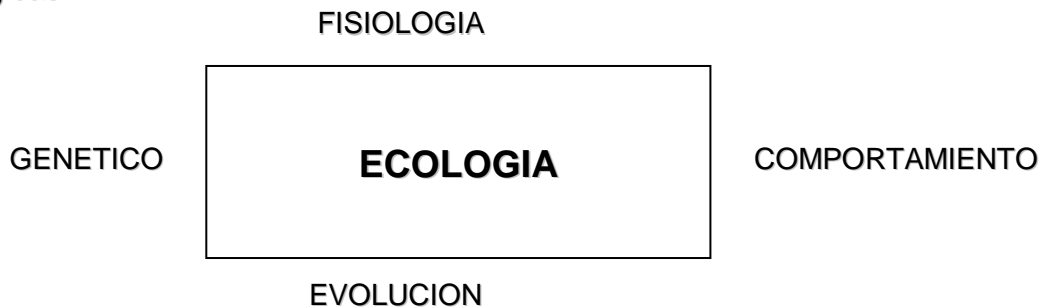 FISIOLOGIA
GENETICO
ECOLOGIA
COMPORTAMIENTO
EVOLUCION